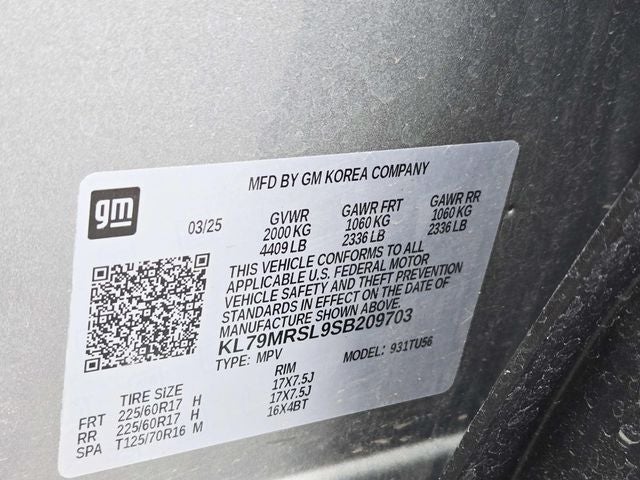 MFD BY GM KOREA COMPANY
gm
03/25 GVWR GAWR FRT GAWR RR
2000 KG 1060 KG 1060 KG
4409 LB 2336 LB 2336 LB
THIS VEHICLE CONFORMS TO ALL
APPLICABLE U.S. FEDERAL MOTOR
VEHICLE SAFETY AND THEFT PREVENTION
STANDARDS IN EFFECT ON THE DATE OF
MANUFACTURE SHOWN ABOVE.
KL79MRSL9SB209703
TYPE: MPV MODEL: 931TU56
TIRE SIZE RIM
FRT 225/60R17 H 17X7.5J
RR 225/60R17 H 17X7.5J
SPA T125/70R16 M 16X4BT